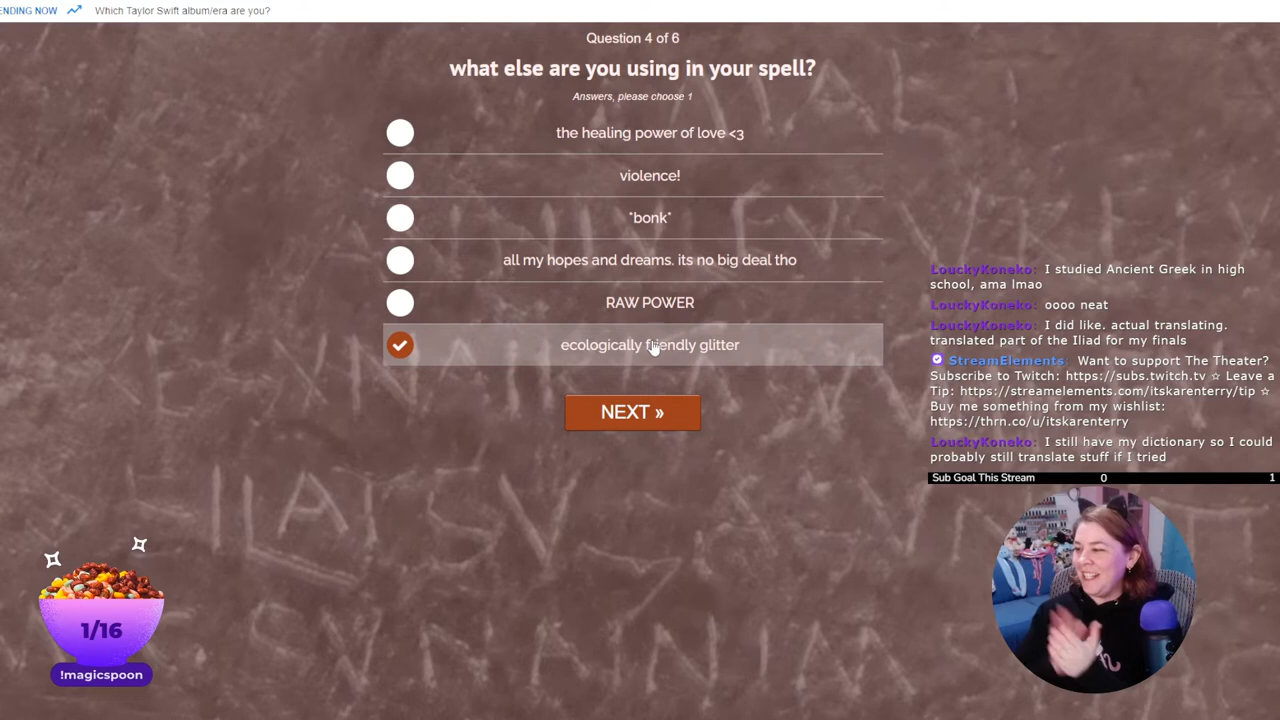 ENDING NOW
Which Taylor Swift album/era are you?
Question 4 of 6
what else are you using in your spell?
Answers, please choose 1
the healing power of love <3
violence!
*bonk*
all my hopes and dreams. its no big deal tho
RAW POWER
ecologically friendly glitter
NEXT »
LouckyKoneko: I studied Ancient Greek in high
school, ama lmao
LouckyKoneko: oooo neat
LouckyKoneko: I did like. actual translating.
translated part of the Iliad for my finals
StreamElements: Want to support The Theater?
Subscribe to Twitch: https://subs.twitch.tv ☆ Leave a
Tip: https://streamelements.com/itskarenterry/tip ☆
Buy me something from my wishlist:
https://thrn.co/u/itskarenterry
LouckyKoneko: I still have my dictionary so I could
probably still translate stuff if I tried
Sub Goal This Stream 0 1
1/16
!magicspoon